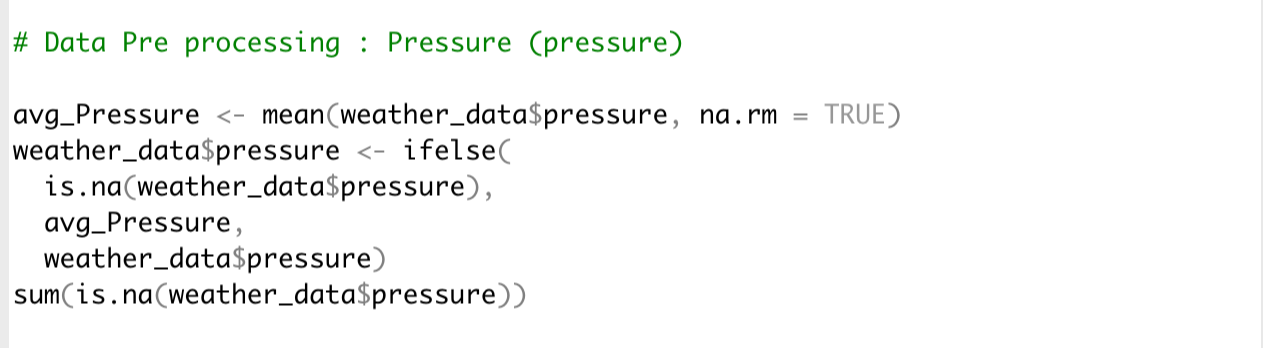 # Data Pre processing : Pressure (pressure)
avg_Pressure <- mean(weather_data$pressure, na.rm = TRUE)
weather_data$pressure <- ifelse(
  is.na(weather_data$pressure),
  avg_Pressure,
  weather_data$pressure)
sum(is.na(weather_data$pressure))